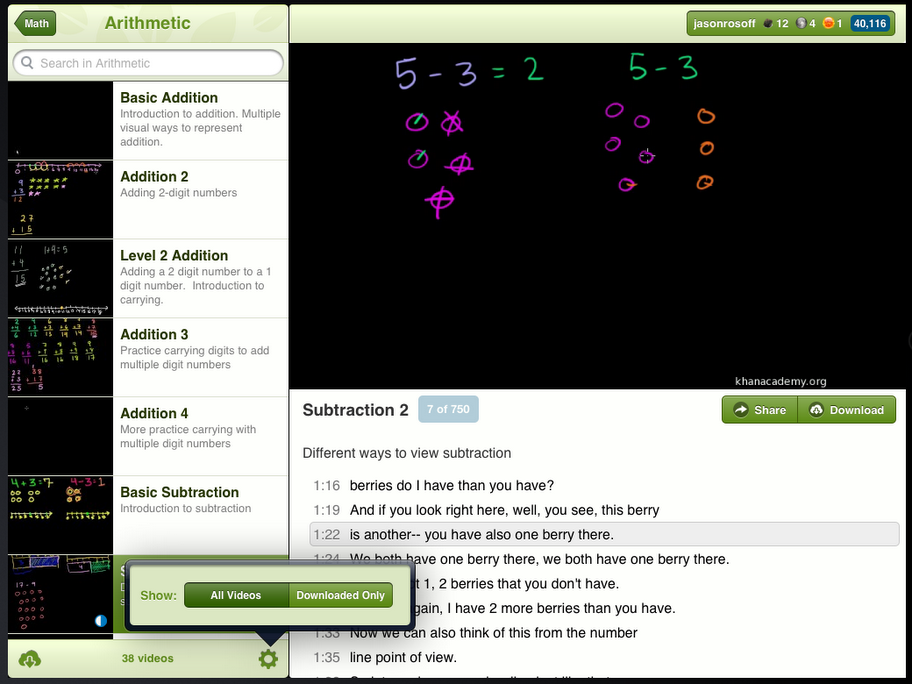 Math
Arithmetic
jasonrosoff 12 4 1 40,116
Search in Arithmetic
Basic Addition
Introduction to addition. Multiple
visual ways to represent
addition.
Addition 2
Adding 2-digit numbers
Level 2 Addition
Adding a 2 digit number to a 1
digit number. Introduction to
carrying.
Addition 3
Practice carrying digits to add
multiple digit numbers
Addition 4
More practice carrying with
multiple digit numbers
4+3=7 4-3=1
Basic Subtraction
Introduction to subtraction
17-9
Show: All Videos Downloaded Only
38 videos
5 - 3 = 2
5 - 3
khanacademy.org
Subtraction 2 7 of 750
Share Download
Different ways to view subtraction
1:16 berries do I have than you have?
1:19 And if you look right here, well, you see, this berry
1:22 is another-- you have also one berry there.
1:24 We both have one berry there, we both have one berry there.
1, 2 berries that you don't have.
I have 2 more berries than you have.
1:33 Now we can also think of this from the number
1:35 line point of view.